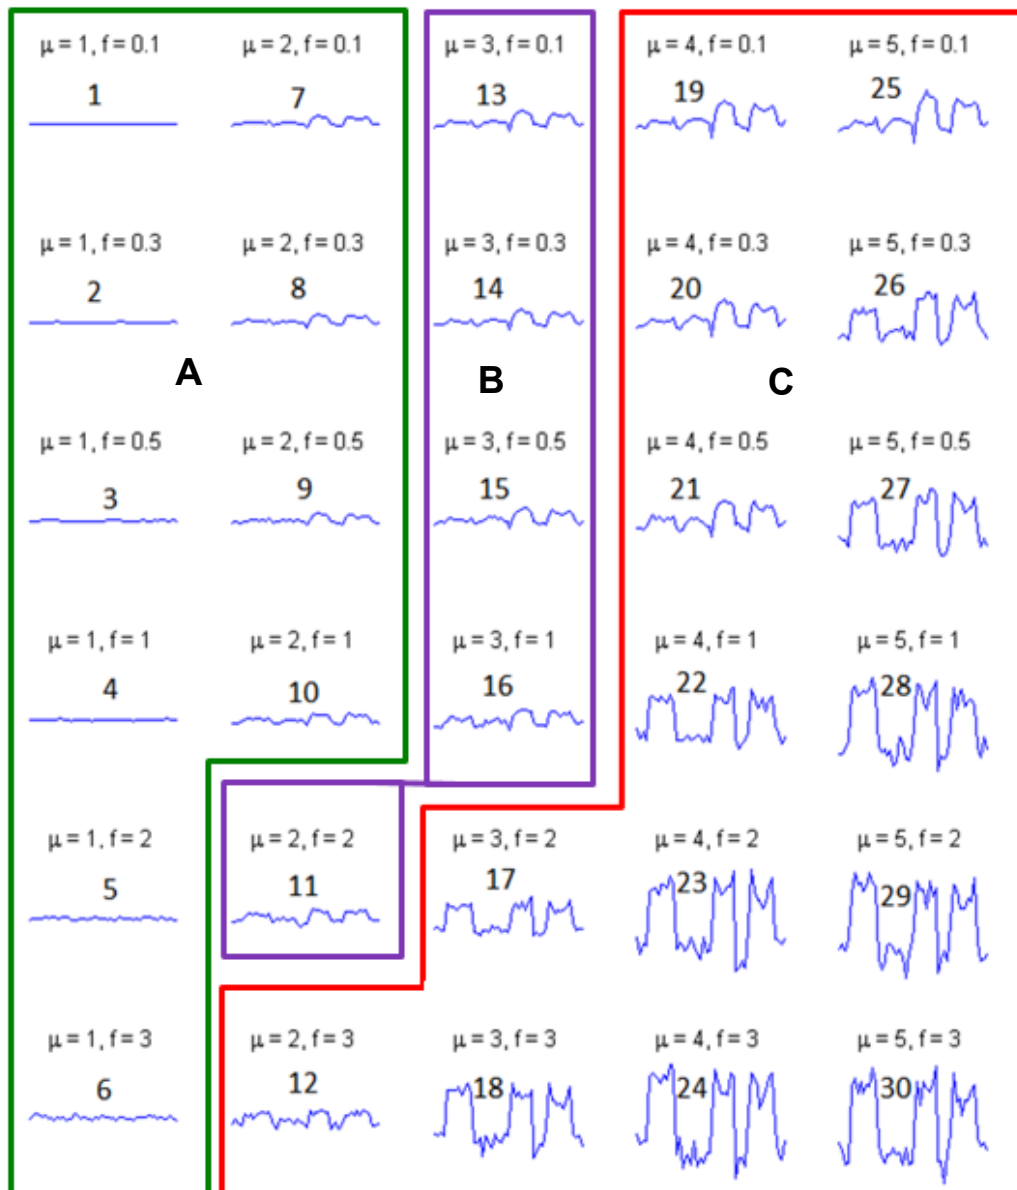 μ = 1, f = 0.1 μ = 2, f = 0.1 μ = 3, f = 0.1 μ = 4, f = 0.1 μ = 5, f = 0.1
1 7 13 19 25
μ = 1, f = 0.3 μ = 2, f = 0.3 μ = 3, f = 0.3 μ = 4, f = 0.3 μ = 5, f = 0.3
2 8 14 20 26
A B C
μ = 1, f = 0.5 μ = 2, f = 0.5 μ = 3, f = 0.5 μ = 4, f = 0.5 μ = 5, f = 0.5
3 9 15 21 27
μ = 1, f = 1 μ = 2, f = 1 μ = 3, f = 1 μ = 4, f = 1 μ = 5, f = 1
4 10 16 22 28
μ = 1, f = 2 μ = 2, f = 2 μ = 3, f = 2 μ = 4, f = 2 μ = 5, f = 2
5 11 17 23 29
μ = 1, f = 3 μ = 2, f = 3 μ = 3, f = 3 μ = 4, f = 3 μ = 5, f = 3
6 12 18 24 30